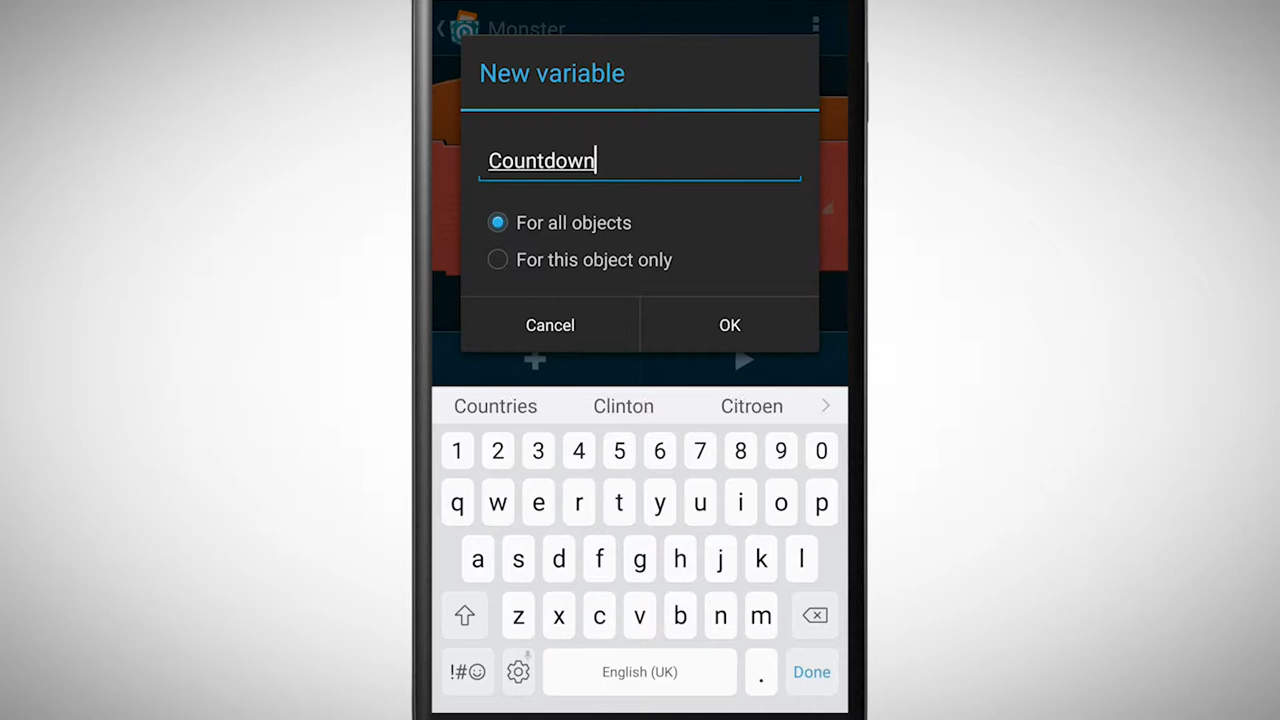 Monster
New variable
Countdown
For all objects
For this object only
Cancel OK
Countries Clinton Citroen
1 2 3 4 5 6 7 8 9 0
q w e r t y u i o p
a s d f g h j k l
z x c v b n m
!#☺ English (UK) . Done